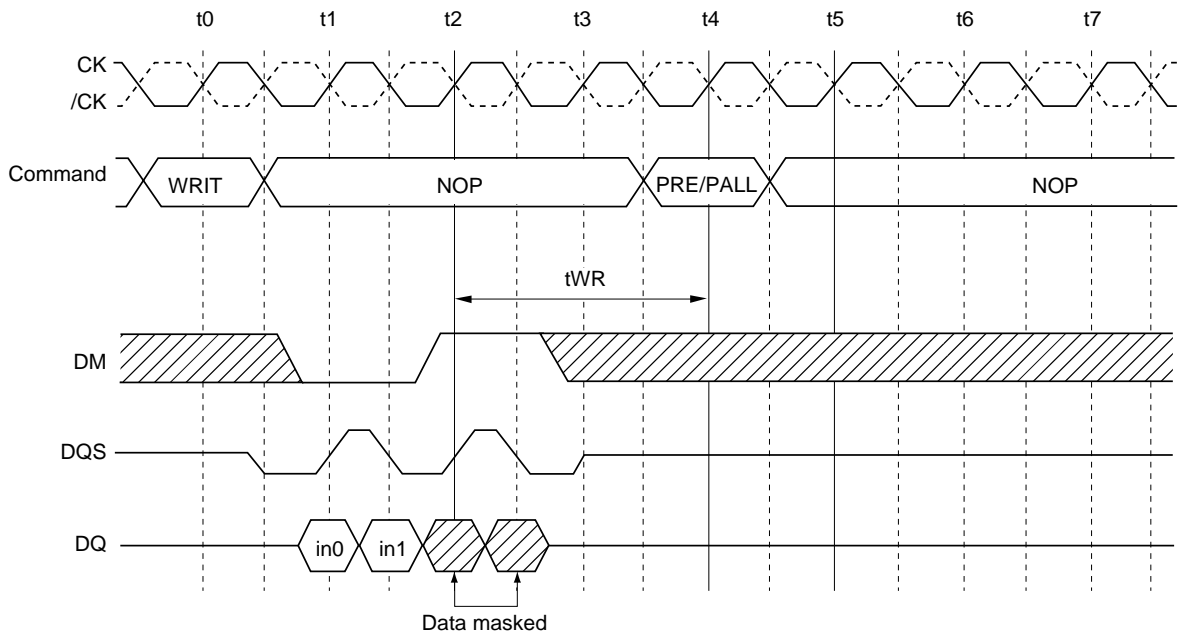 t0 t1 t2 t3 t4 t5 t6 t7
CK
/CK
Command WRIT NOP PRE/PALL NOP
tWR
DM
DQS
DQ in0 in1
Data masked